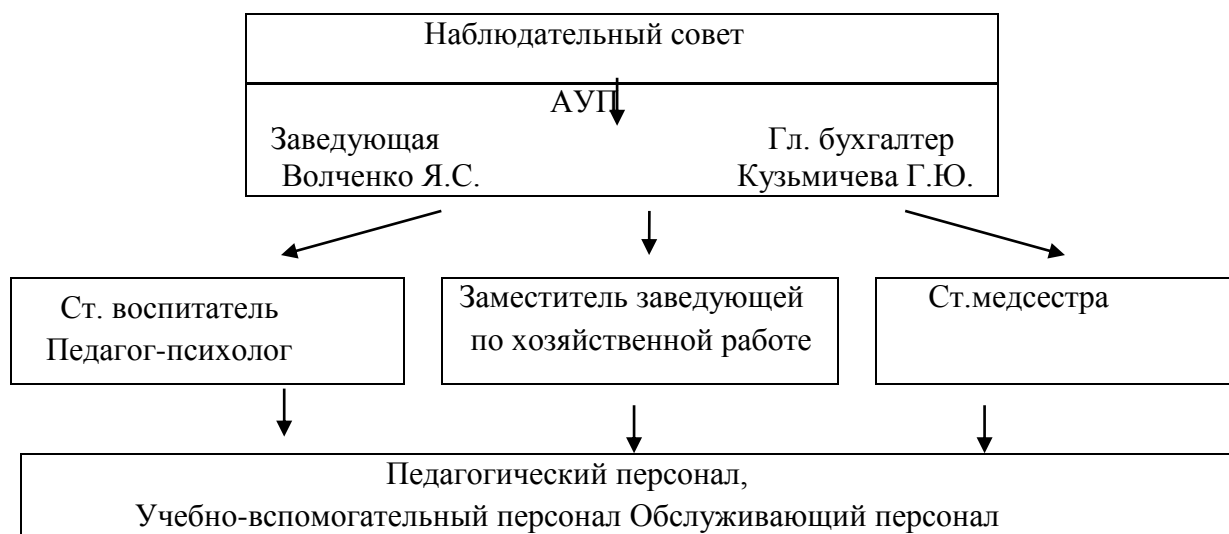 Наблюдательный совет
АУП
Заведующая Гл. бухгалтер
Волченко Я.С. Кузьмичева Г.Ю.
Ст. воспитатель
Педагог-психолог
Заместитель заведующей
по хозяйственной работе
Ст.медсестра
Педагогический персонал,
Учебно-вспомогательный персонал Обслуживающий персонал